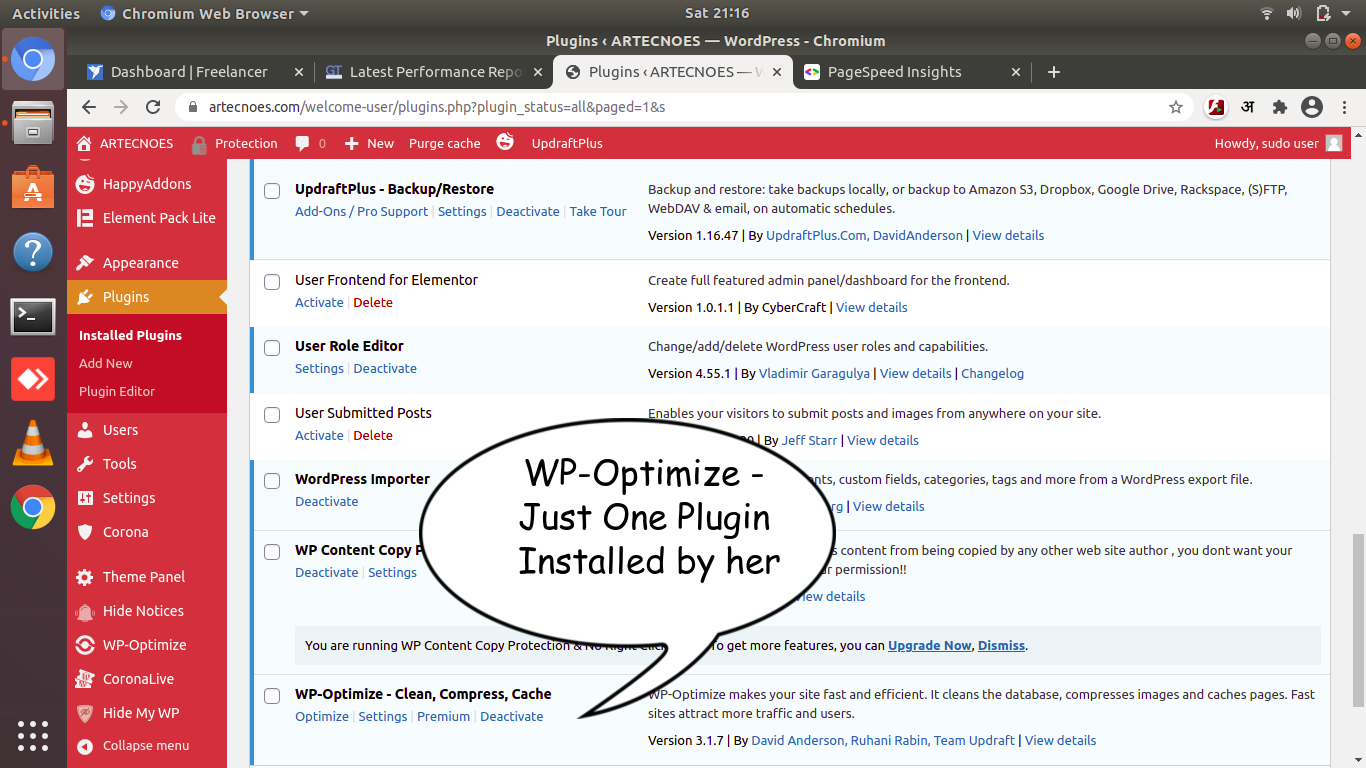 Activities
Chromium Web Browser
Sat 21:16
Plugins ‹ ARTECNOES — WordPress - Chromium
Dashboard | Freelancer
GT Latest Performance Repo
Plugins ‹ ARTECNOES — W
PageSpeed Insights
artecnoes.com/welcome-user/plugins.php?plugin_status=all&paged=1&s
अ
ARTECNOES
Protection
0
New
Purge cache
UpdraftPlus
Howdy, sudo user
HappyAddons
Element Pack Lite
Appearance
Plugins
Installed Plugins
Add New
Plugin Editor
Users
Tools
Settings
Corona
Theme Panel
Hide Notices
WP-Optimize
CoronaLive
Hide My WP
Collapse menu
UpdraftPlus - Backup/Restore
Add-Ons / Pro Support | Settings | Deactivate | Take Tour
Backup and restore: take backups locally, or backup to Amazon S3, Dropbox, Google Drive, Rackspace, (S)FTP,
WebDAV & email, on automatic schedules.
Version 1.16.47 | By UpdraftPlus.Com, DavidAnderson | View details
User Frontend for Elementor
Activate | Delete
Create full featured admin panel/dashboard for the frontend.
Version 1.0.1.1 | By CyberCraft | View details
User Role Editor
Settings | Deactivate
Change/add/delete WordPress user roles and capabilities.
Version 4.55.1 | By Vladimir Garagulya | View details | Changelog
User Submitted Posts
Activate | Delete
Enables your visitors to submit posts and images from anywhere on your site.
| By Jeff Starr | View details
WordPress Importer
Deactivate
nts, custom fields, categories, tags and more from a WordPress export file.
rg | View details
WP Content Copy P
Deactivate | Settings
s content from being copied by any other web site author , you dont want your
r permission!!
iew details
You are running WP Content Copy Protection & No Right Click
To get more features, you can Upgrade Now, Dismiss.
WP-Optimize - Clean, Compress, Cache
Optimize | Settings | Premium | Deactivate
WP-Optimize makes your site fast and efficient. It cleans the database, compresses images and caches pages. Fast
sites attract more traffic and users.
Version 3.1.7 | By David Anderson, Ruhani Rabin, Team Updraft | View details
WP-Optimize -
Just One Plugin
Installed by her